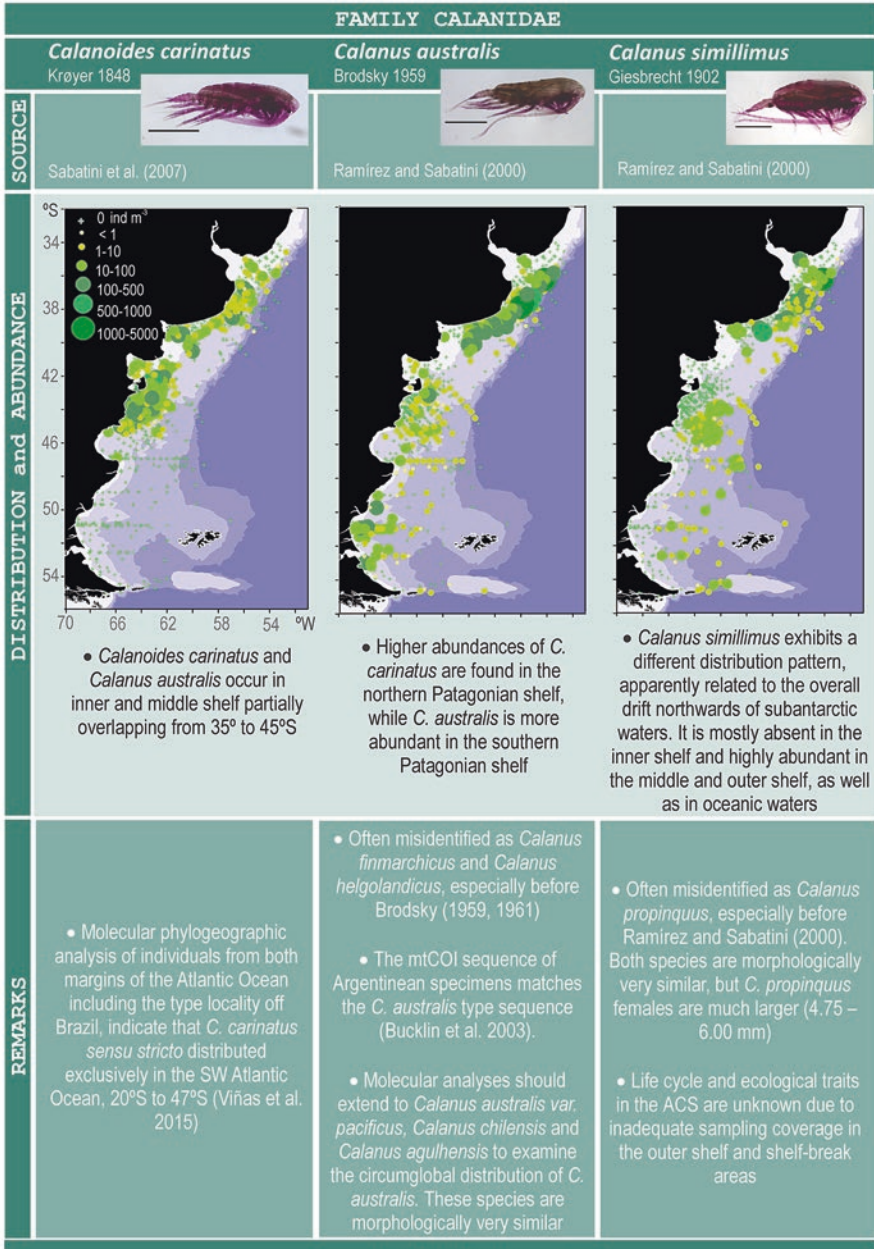 FAMILY CALANIDAE
SOURCE
Calanoides carinatus
Krøyer 1848
Sabatini et al. (2007)
Calanus australis
Brodsky 1959
Ramírez and Sabatini (2000)
Calanus simillimus
Giesbrecht 1902
Ramírez and Sabatini (2000)
DISTRIBUTION and ABUNDANCE
ºS
34
38
42
46
50
54
70
66
62
58
54
ºW
0 ind m-3
< 1
1-10
10-100
100-500
500-1000
1000-5000
• Calanoides carinatus and
Calanus australis occur in
inner and middle shelf partially
overlapping from 35º to 45ºS
• Higher abundances of C.
carinatus are found in the
northern Patagonian shelf,
while C. australis is more
abundant in the southern
Patagonian shelf
• Calanus simillimus exhibits a
different distribution pattern,
apparently related to the overall
drift northwards of subantarctic
waters. It is mostly absent in the
inner shelf and highly abundant in
the middle and outer shelf, as well
as in oceanic waters
REMARKS
• Molecular phylogeographic
analysis of individuals from both
margins of the Atlantic Ocean
including the type locality off
Brazil, indicate that C. carinatus
sensu stricto distributed
exclusively in the SW Atlantic
Ocean, 20ºS to 47ºS (Viñas et al.
2015)
• Often misidentified as Calanus
finmarchicus and Calanus
helgolandicus, especially before
Brodsky (1959, 1961)
• The mtCOI sequence of
Argentinean specimens matches
the C. australis type sequence
(Bucklin et al. 2003).
• Molecular analyses should
extend to Calanus australis var.
pacificus, Calanus chilensis and
Calanus agulhensis to examine
the circumglobal distribution of C.
australis. These species are
morphologically very similar
• Often misidentified as Calanus
propinquus, especially before
Ramírez and Sabatini (2000).
Both species are morphologically
very similar, but C. propinquus
females are much larger (4.75 –
6.00 mm)
• Life cycle and ecological traits
in the ACS are unknown due to
inadequate sampling coverage in
the outer shelf and shelf-break
areas